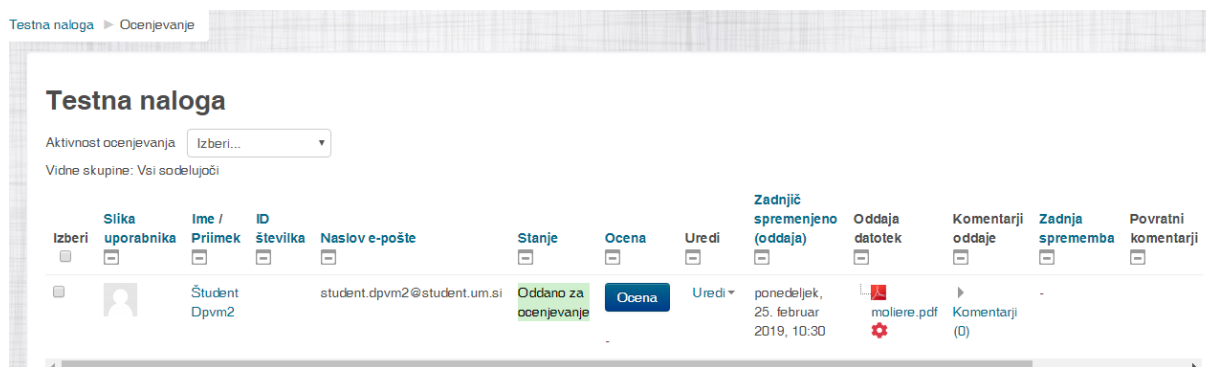 Testna naloga ▶ Ocenjevanje
Testna naloga
Aktivnost ocenjevanja Izberi...
Vidne skupine: Vsi sodelujoči
Izberi
Slika uporabnika
Ime / Priimek
ID številka
Naslov e-pošte
Stanje
Ocena
Uredi
Zadnjič spremenjeno (oddaja)
Oddaja datotek
Komentarji oddaje
Zadnja sprememba
Povratni komentarji
Študent Dpvm2
student.dpvm2@student.um.si
Oddano za ocenjevanje
Ocena
-
Uredi
ponedeljek, 25. februar 2019, 10:30
moliere.pdf
Komentarji (0)
-